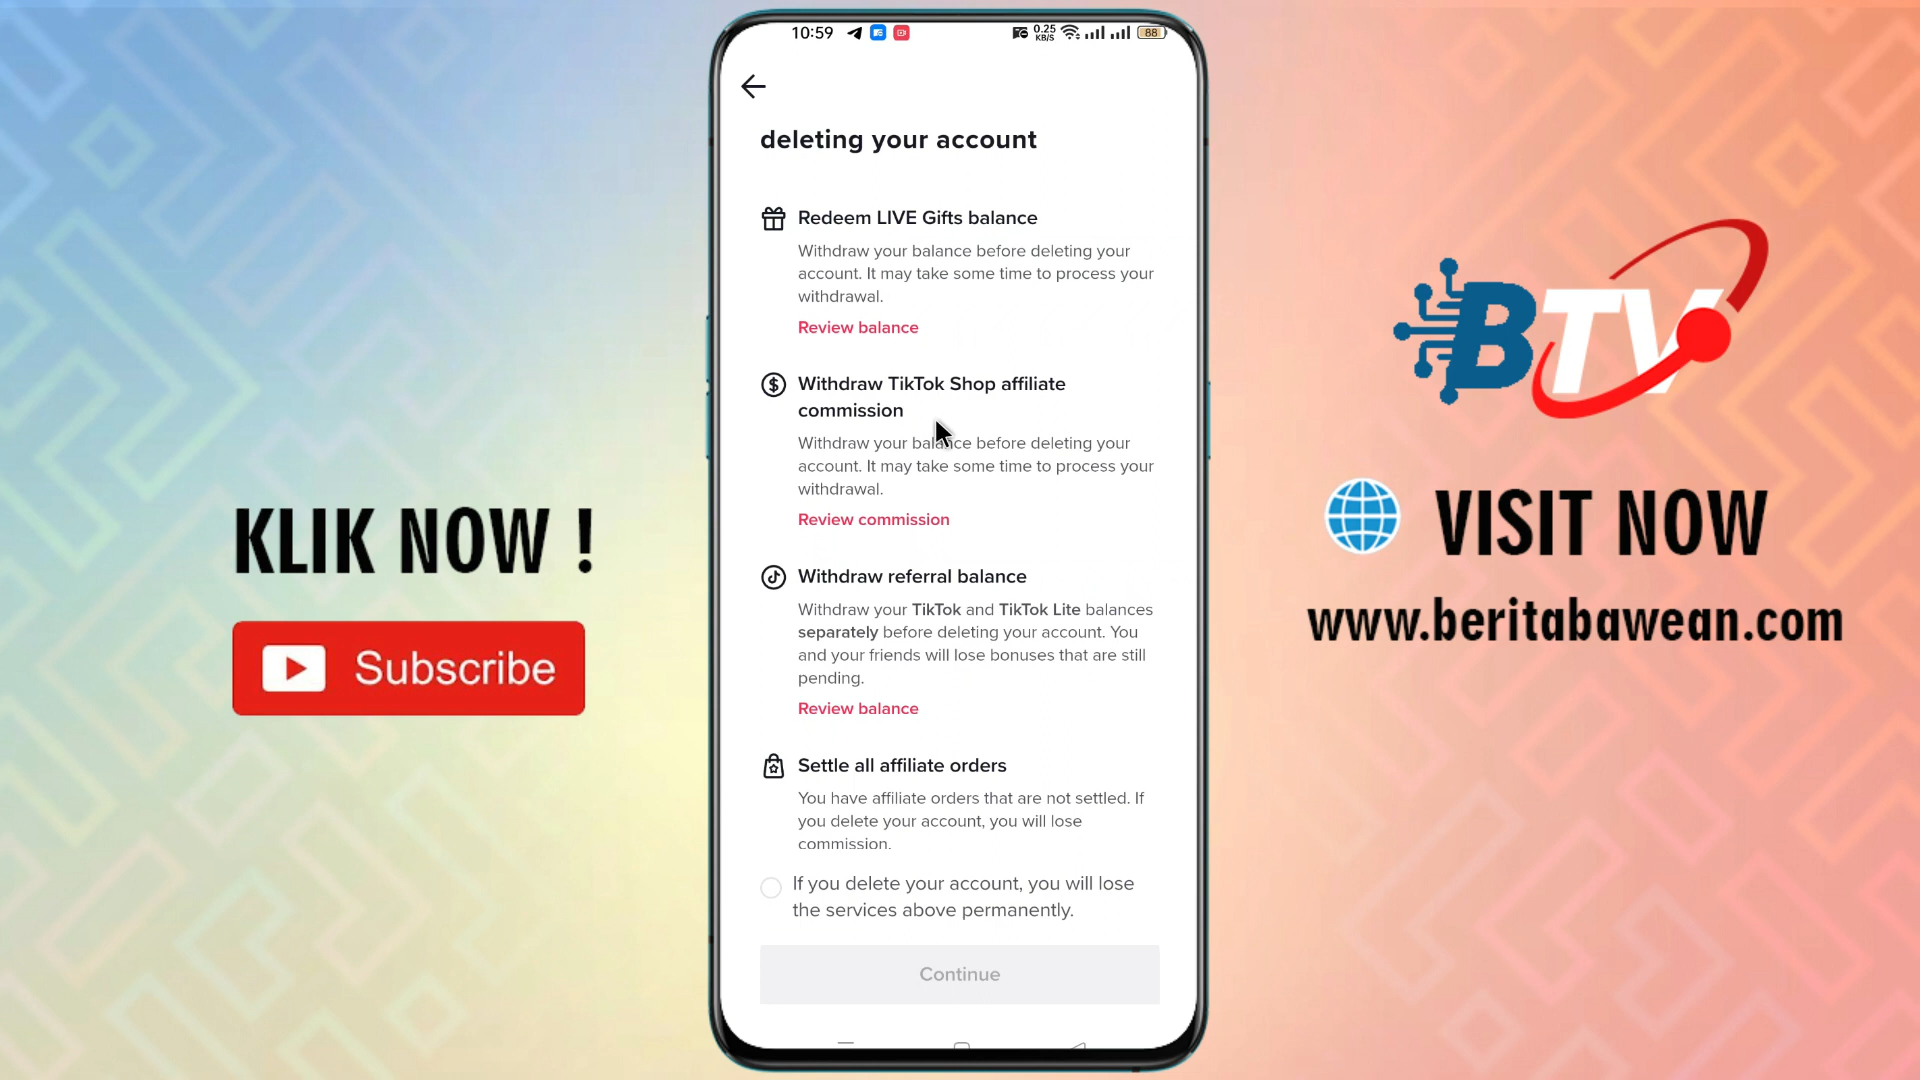 10:59
0.25
KB/S
88
deleting your account
Redeem LIVE Gifts balance
Withdraw your balance before deleting your
account. It may take some time to process your
withdrawal.
Review balance
Withdraw TikTok Shop affiliate
commission
Withdraw your balance before deleting your
account. It may take some time to process your
withdrawal.
Review commission
Withdraw referral balance
Withdraw your TikTok and TikTok Lite balances
separately before deleting your account. You
and your friends will lose bonuses that are still
pending.
Review balance
Settle all affiliate orders
You have affiliate orders that are not settled. If
you delete your account, you will lose
commission.
If you delete your account, you will lose
the services above permanently.
Continue
KLIK NOW !
Subscribe
BTV
VISIT NOW
www.beritabawean.com